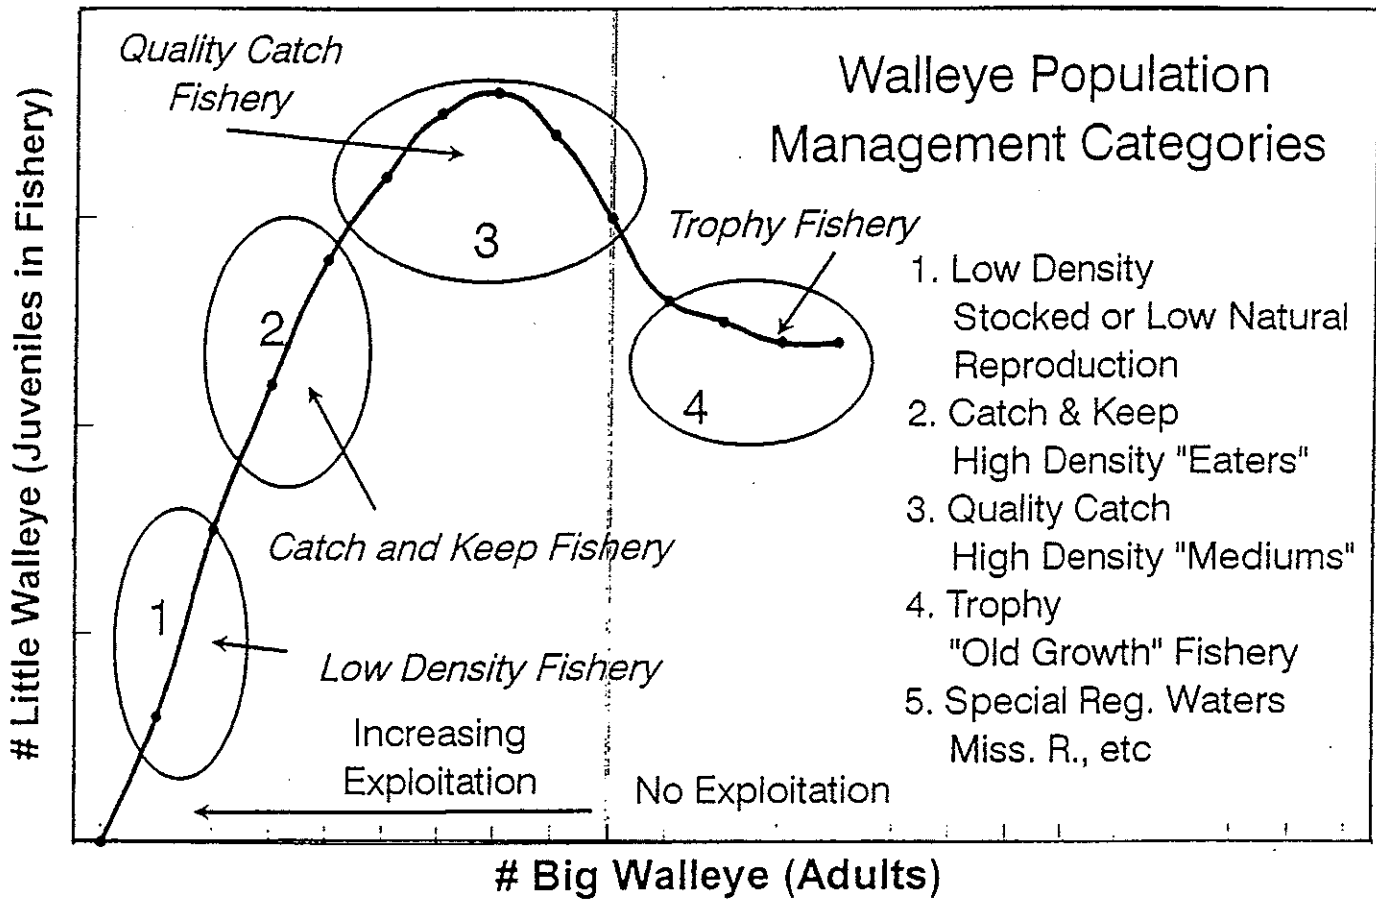 Quality Catch
Fishery
Walleye Population
Management Categories
# Little Walleye (Juveniles in Fishery)
3
Trophy Fishery
2
4
1. Low Density
Stocked or Low Natural
Reproduction
2. Catch & Keep
High Density "Eaters"
3. Quality Catch
High Density "Mediums"
4. Trophy
"Old Growth" Fishery
5. Special Reg. Waters
Miss. R., etc
Catch and Keep Fishery
1
Low Density Fishery
Increasing
Exploitation
No Exploitation
# Big Walleye (Adults)